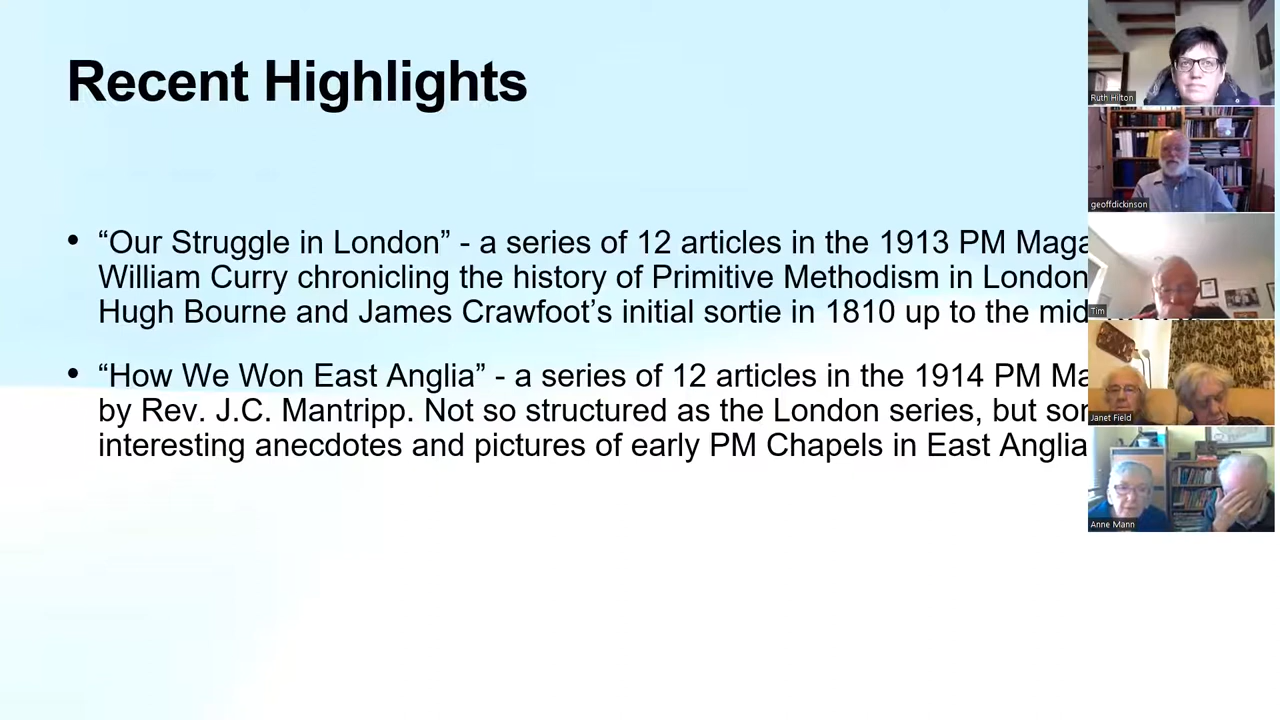 Recent Highlights
• “Our Struggle in London” - a series of 12 articles in the 1913 PM Maga
William Curry chronicling the history of Primitive Methodism in London
Hugh Bourne and James Crawfoot’s initial sortie in 1810 up to the mid
• “How We Won East Anglia” - a series of 12 articles in the 1914 PM Ma
by Rev. J.C. Mantripp. Not so structured as the London series, but
interesting anecdotes and pictures of early PM Chapels in East Anglia
Ruth Hilton
geoffdickinson
Tim
Janet Field
Anne Mann